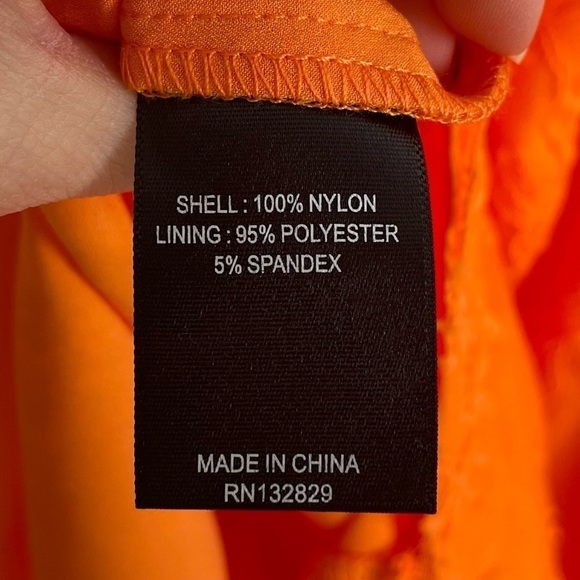 SHELL : 100% NYLON
LINING : 95% POLYESTER
5% SPANDEX
MADE IN CHINA
RN132829